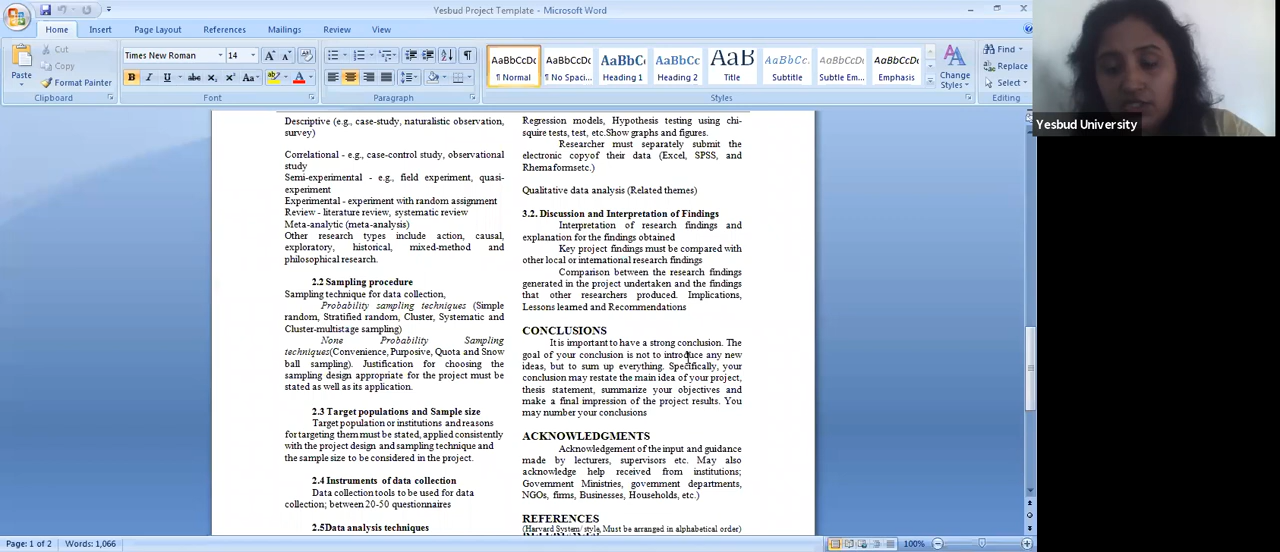 Yesbud Project Template - Microsoft Word
Home
Insert
Page Layout
References
Mailings
Review
View
Cut
Copy
Format Painter
Paste
Clipboard
Times New Roman
14
Font
Paragraph
AaBbCcDc
¶ Normal
AaBbCcDc
¶ No Spaci...
AaBbC
Heading 1
AaBbCc
Heading 2
AaB
Title
AaBbCc.
Subtitle
AaBbCcDc
Subtle Em...
AaBbCcDc
Emphasis
Change
Styles
Styles
Find
Replace
Select
Editing
Yesbud University
Descriptive (e.g., case-study, naturalistic observation,
survey)
Correlational - e.g., case-control study, observational
study
Semi-experimental - e.g., field experiment, quasi-
experiment
Experimental - experiment with random assignment
Review - literature review, systematic review
Meta-analytic (meta-analysis)
Other research types include action, causal,
exploratory, historical, mixed-method and
philosophical research.
2.2 Sampling procedure
Sampling technique for data collection,
Probability sampling techniques (Simple
random, Stratified random, Cluster, Systematic and
Cluster-multistage sampling)
None Probability Sampling
techniques(Convenience, Purposive, Quota and Snow
ball sampling). Justification for choosing the
sampling design appropriate for the project must be
stated as well as its application.
2.3 Target populations and Sample size
Target population or institutions and reasons
for targeting them must be stated, applied consistently
with the project design and sampling technique and
the sample size to be considered in the project.
2.4 Instruments of data collection
Data collection tools to be used for data
collection; between 20-50 questionnaires
2.5Data analysis techniques
Regression models, Hypothesis testing using chi-
squire tests, test, etc.Show graphs and figures.
Researcher must separately submit the
electronic copyof their data (Excel, SPSS, and
Rhemaformsetc.)
Qualitative data analysis (Related themes)
3.2. Discussion and Interpretation of Findings
Interpretation of research findings and
explanation for the findings obtained
Key project findings must be compared with
other local or international research findings
Comparison between the research findings
generated in the project undertaken and the findings
that other researchers produced. Implications,
Lessons learned and Recommendations
CONCLUSIONS
It is important to have a strong conclusion. The
goal of your conclusion is not to introduce any new
ideas, but to sum up everything. Specifically, your
conclusion may restate the main idea of your project,
thesis statement, summarize your objectives and
make a final impression of the project results. You
may number your conclusions
ACKNOWLEDGMENTS
Acknowledgement of the input and guidance
made by lecturers, supervisors etc. May also
acknowledge help received from institutions;
Government Ministries, government departments,
NGOs, firms, Businesses, Households, etc.)
REFERENCES
(Harvard System/ style, Must be arranged in alphabetical order)
Page: 1 of 2
Words: 1,066
100%